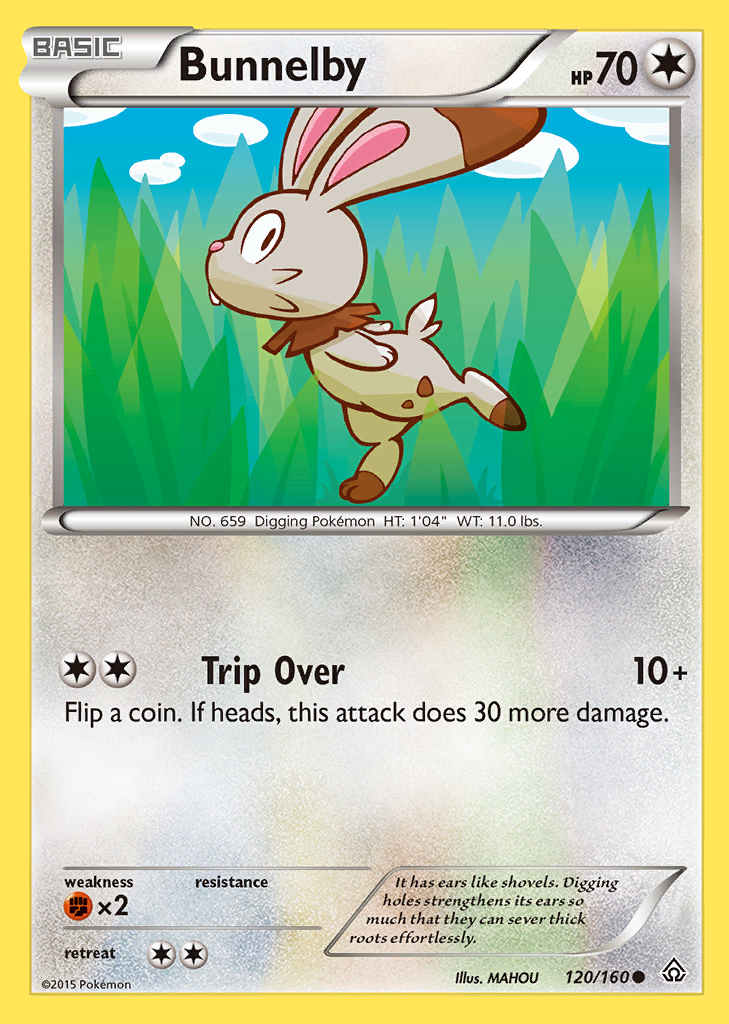 BASIC
Bunnelby
HP 70
NO. 659 Digging Pokémon HT: 1'04" WT: 11.0 lbs.
Trip Over 10+
Flip a coin. If heads, this attack does 30 more damage.
weakness resistance
×2
It has ears like shovels. Digging
holes strengthens its ears so
much that they can sever thick
roots effortlessly.
retreat
Illus. MAHOU 120/160
©2015 Pokémon